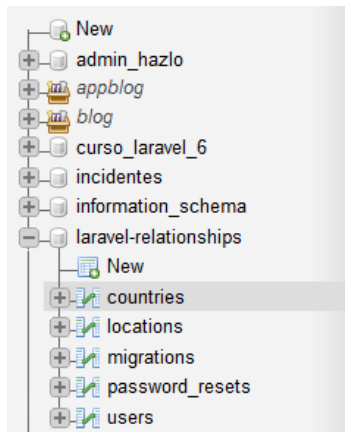 New
admin_hazlo
appblog
blog
curso_laravel_6
incidentes
information_schema
laravel-relationships
New
countries
locations
migrations
password_resets
users